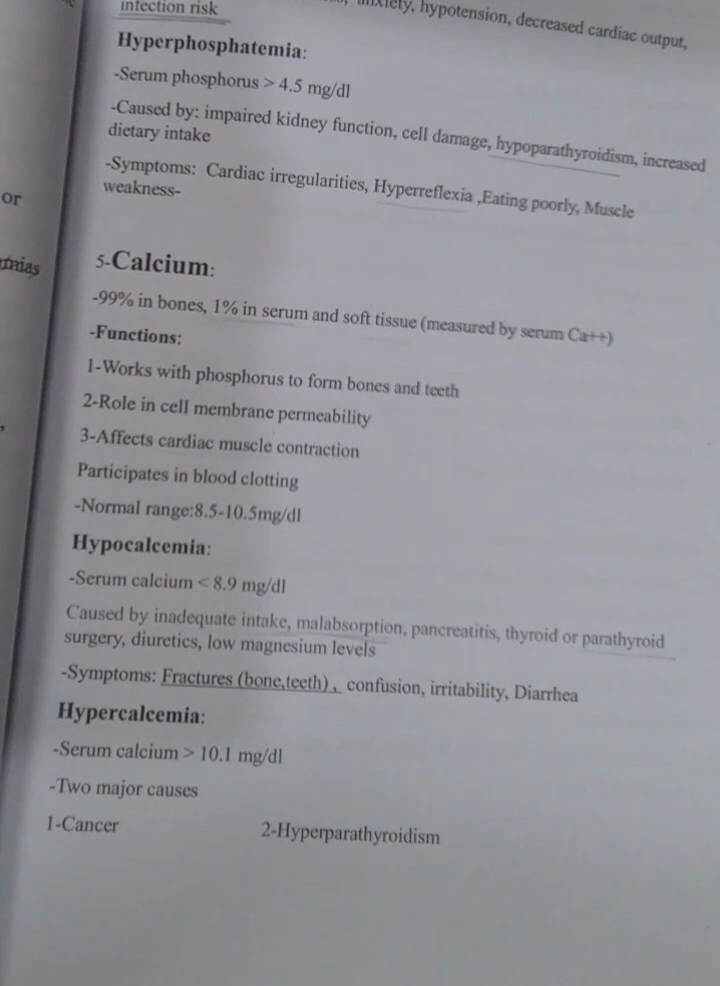 infection risk
anxiety, hypotension, decreased cardiac output,
Hyperphosphatemia:
-Serum phosphorus > 4.5 mg/dl
-Caused by: impaired kidney function, cell damage, hypoparathyroidism, increased
dietary intake
-Symptoms: Cardiac irregularities, Hyperreflexia ,Eating poorly, Muscle
weakness-
or
5-Calcium:
-99% in bones, 1% in serum and soft tissue (measured by serum Ca++)
-Functions:
1-Works with phosphorus to form bones and teeth
2-Role in cell membrane permeability
3-Affects cardiac muscle contraction
Participates in blood clotting
-Normal range:8.5-10.5mg/dl
Hypocalcemia:
-Serum calcium < 8.9 mg/dl
Caused by inadequate intake, malabsorption, pancreatitis, thyroid or parathyroid
surgery, diuretics, low magnesium levels
-Symptoms: Fractures (bone,teeth), confusion, irritability, Diarrhea
Hypercalcemia:
-Serum calcium > 10.1 mg/dl
-Two major causes
1-Cancer 2-Hyperparathyroidism